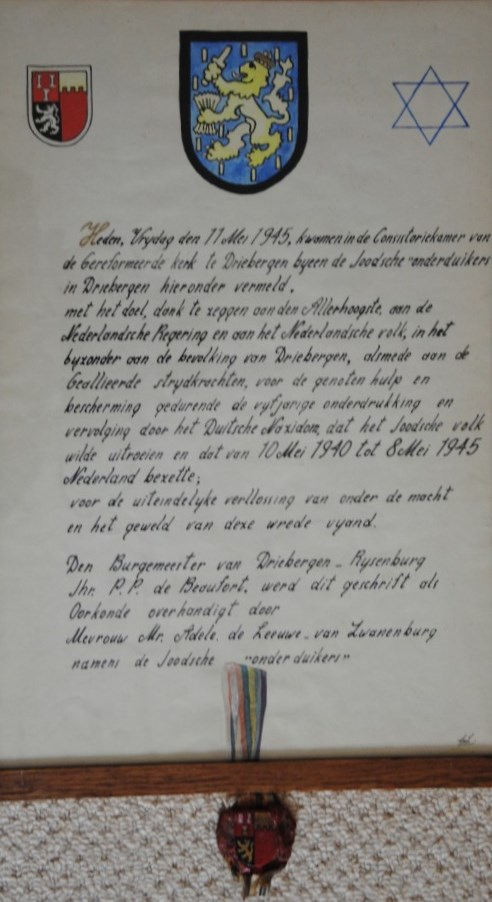 Heden, Vrydag den 11 Mei 1945, kwamen in de Consistoriekamer van
de Gereformeerde kerk te Driebergen byeen de Joodsche "onderduikers
in Driebergen hieronder vermeld.
met het doel, dank te zeggen aan den Allerhoogste, aan de
Nederlandsche Regering en aan het Nederlandsche volk, in het
byzonder aan de bevolking van Driebergen, alsmede aan de
Geallieerde strydkrachten, voor de genoten hulp en
bescherming gedurende de vyfjarige onderdrukking en
vervolging door het Duitsche Nazidom, dat het Joodsche volk
wilde uitroeien en dat van 10 Mei 1940 tot 8 Mei 1945
Nederland bezette;
voor de uiteindelyke verllossing van onder de macht
en het geweld van deze wrede vyand.
Den Burgemeester van Driebergen - Rysenburg
Jhr. P. P. de Beaufort, werd dit geschrift als
Oorkonde overhandigt door
Mevrouw Mr. Adele. de Leeuwe - van Zwanenburg
namens de Joodsche "onderduikers"